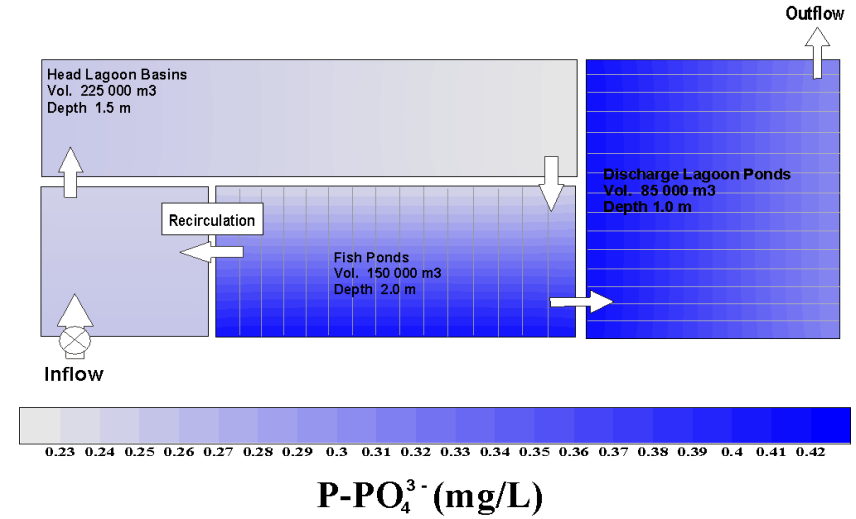 Outflow
Head Lagoon Basins
Vol. 225 000 m3
Depth 1.5 m
Discharge Lagoon Ponds
Vol. 85 000 m3
Depth 1.0 m
Recirculation
Fish Ponds
Vol. 150 000 m3
Depth 2.0 m
Inflow
0.23 0.24 0.25 0.26 0.27 0.28 0.29 0.3 0.31 0.32 0.33 0.34 0.35 0.36 0.37 0.38 0.39 0.4 0.41 0.42
P-PO₄³⁻ (mg/L)